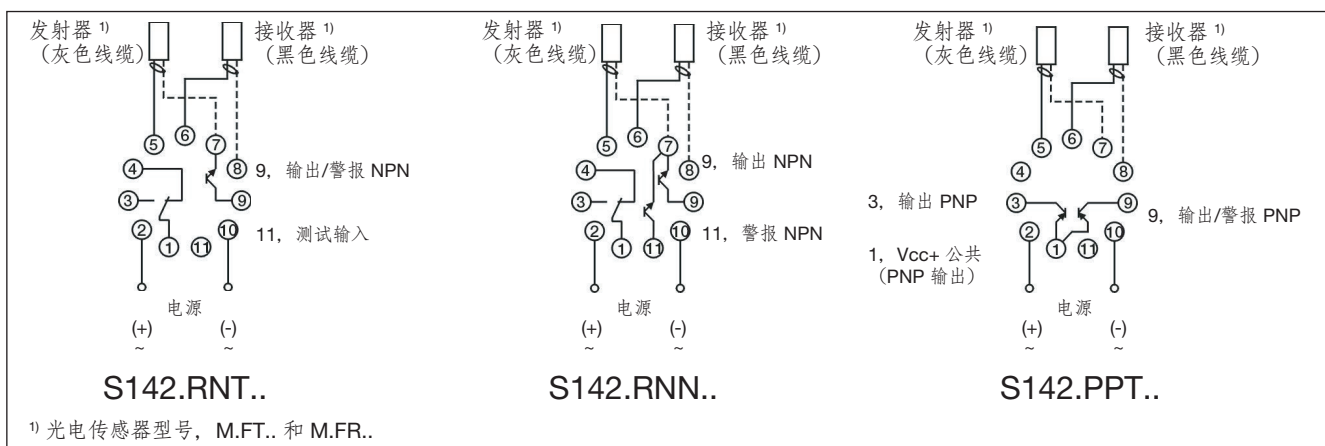 发射器 ¹⁾
（灰色线缆）
接收器 ¹⁾
（黑色线缆）
5
6
7
8
4
3
9
2
1
11
10
9，输出/警报 NPN
11，测试输入
电源
(+)
(-)
~
~
S142.RNT..
发射器 ¹⁾
（灰色线缆）
接收器 ¹⁾
（黑色线缆）
5
6
7
8
4
3
9
2
1
11
10
9，输出 NPN
11，警报 NPN
电源
(+)
(-)
~
~
S142.RNN..
发射器 ¹⁾
（灰色线缆）
接收器 ¹⁾
（黑色线缆）
5
6
7
8
4
3
9
2
1
11
10
3，输出 PNP
1，Vcc+ 公共
（PNP 输出）
9，输出/警报 PNP
电源
(+)
(-)
~
~
S142.PPT..
¹⁾ 光电传感器型号，M.FT.. 和 M.FR..